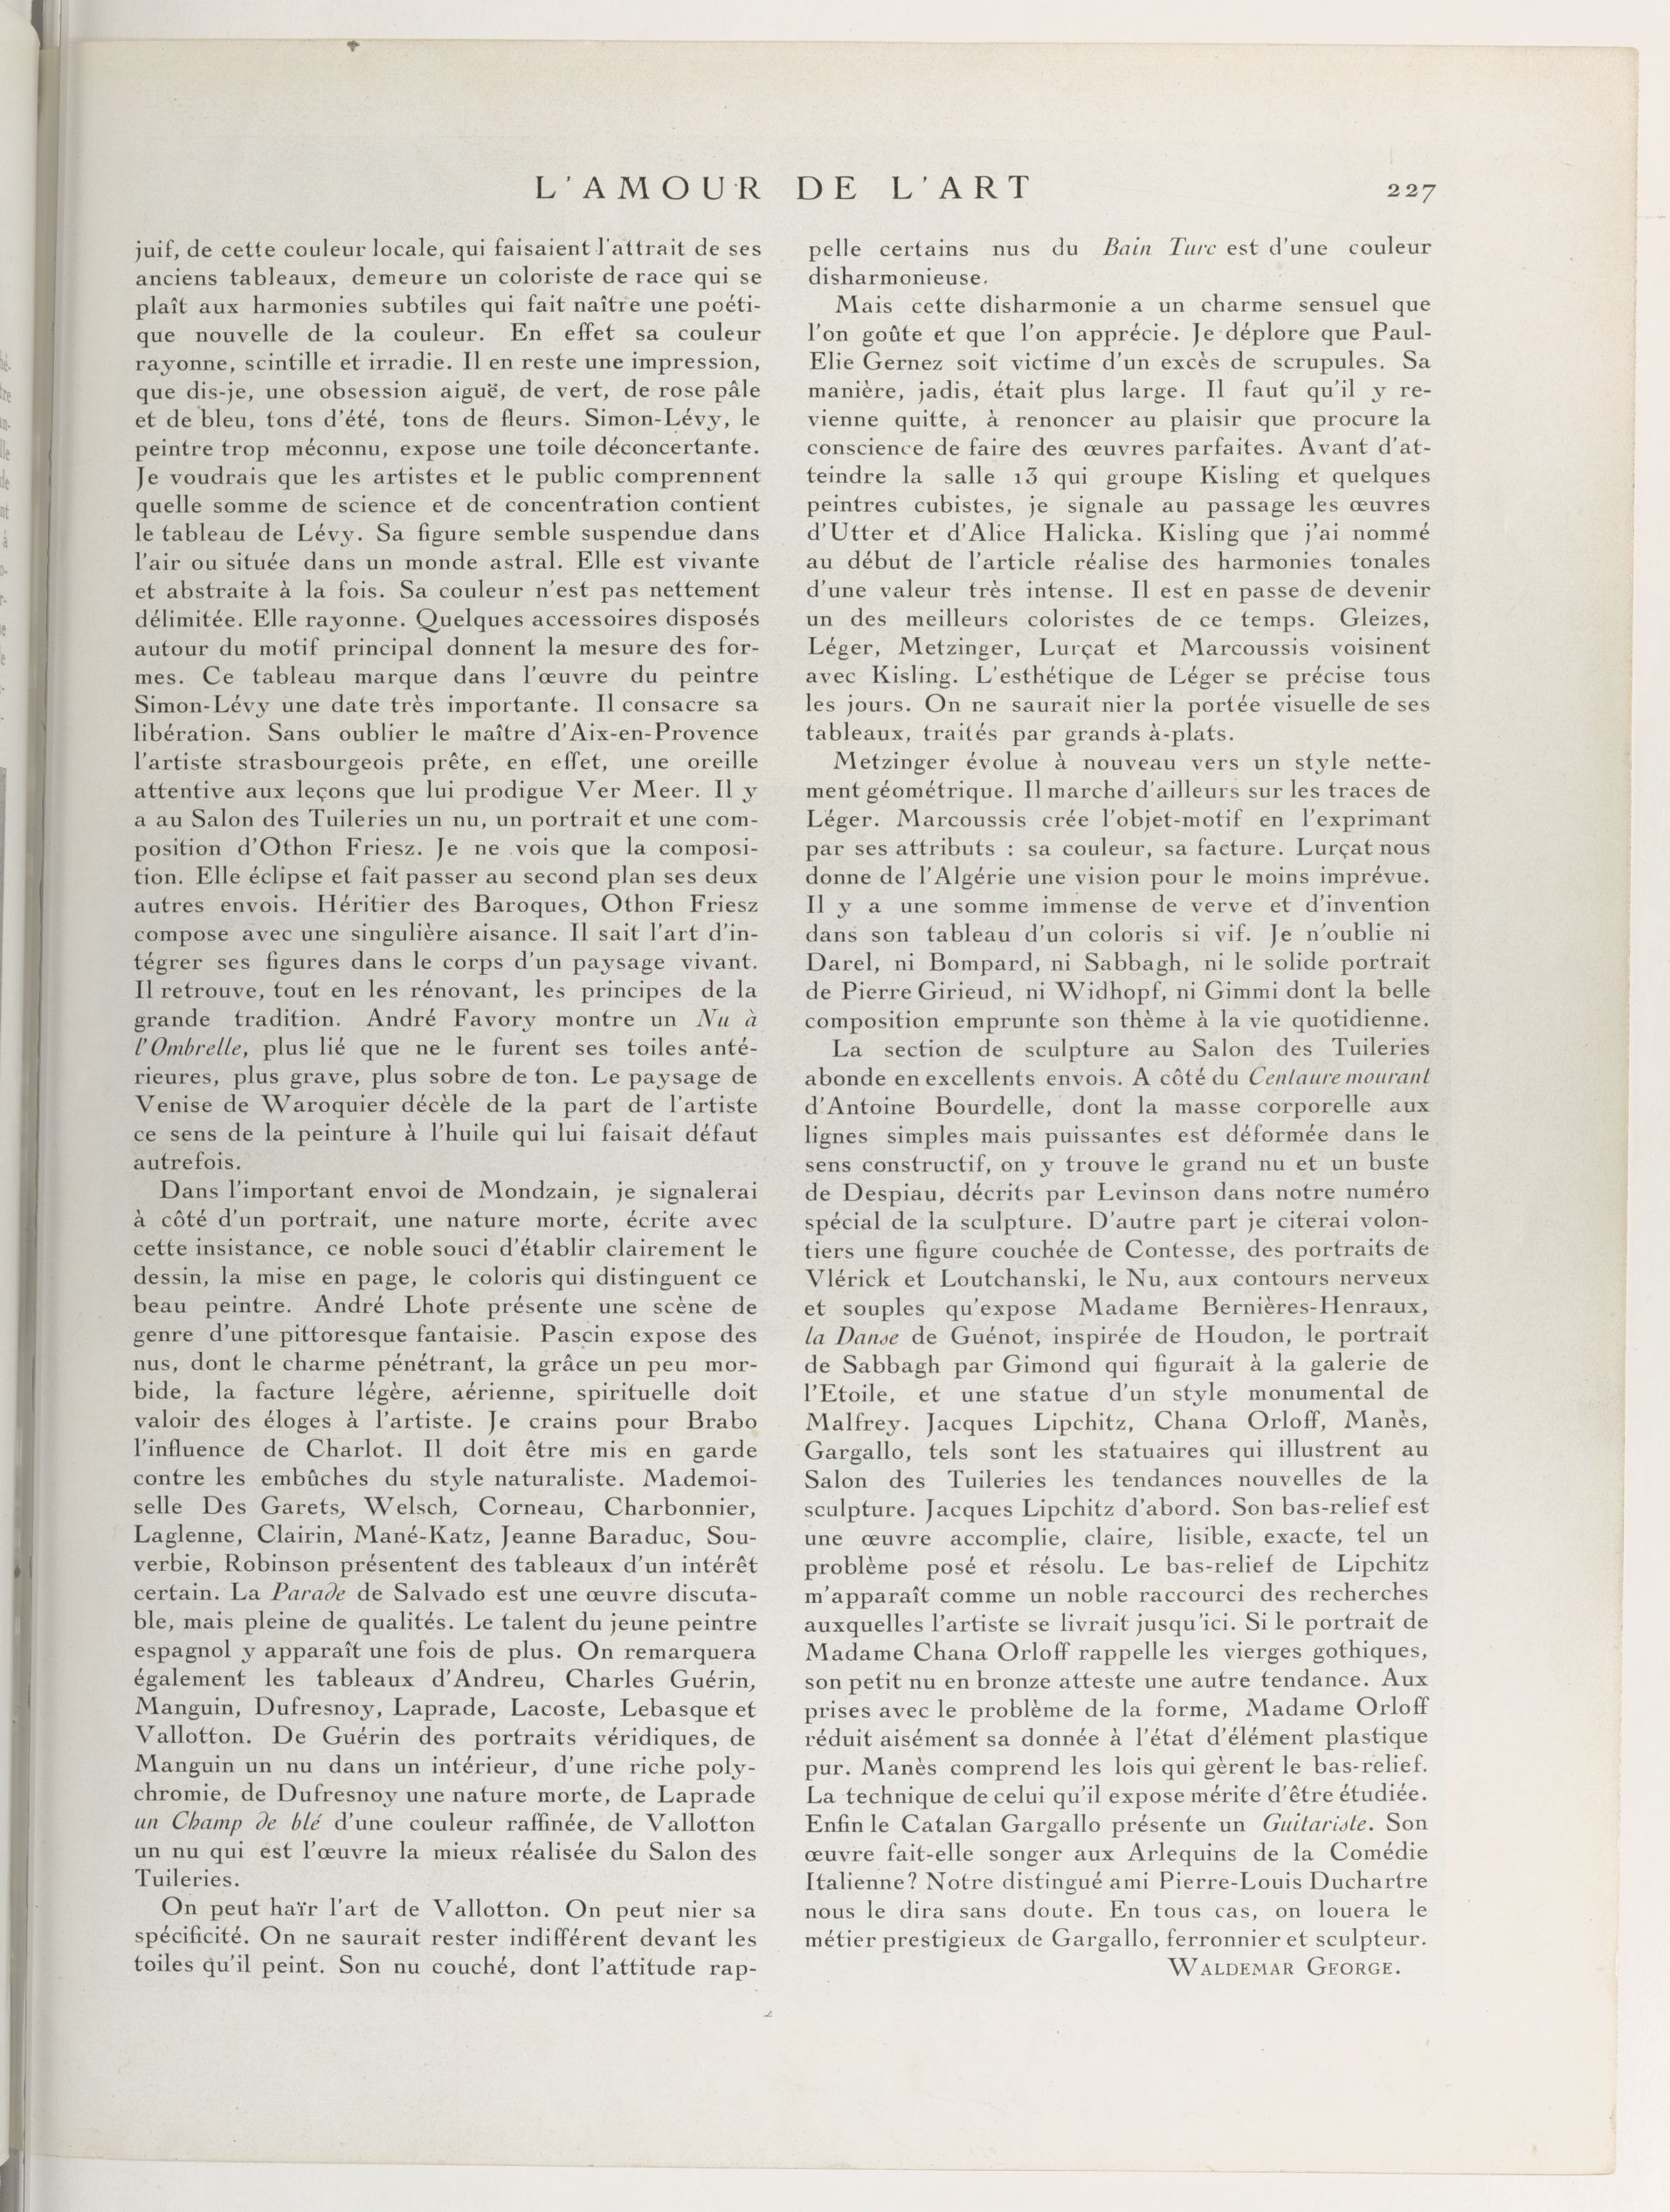 L'AMOUR DE L'ART
227
juif, de cette couleur locale, qui faisaient l'attrait de ses
anciens tableaux, demeure un coloriste de race qui se
plaît aux harmonies subtiles qui fait naître une poéti-
que nouvelle de la couleur. En effet sa couleur
rayonne, scintille et irradie. Il en reste une impression,
que dis-je, une obsession aiguë, de vert, de rose pâle
et de bleu, tons d'été, tons de fleurs. Simon-Lévy, le
peintre trop méconnu, expose une toile déconcertante.
Je voudrais que les artistes et le public comprennent
quelle somme de science et de concentration contient
le tableau de Lévy. Sa figure semble suspendue dans
l'air ou située dans un monde astral. Elle est vivante
et abstraite à la fois. Sa couleur n'est pas nettement
délimitée. Elle rayonne. Quelques accessoires disposés
autour du motif principal donnent la mesure des for-
mes. Ce tableau marque dans l'œuvre du peintre
Simon-Lévy une date très importante. Il consacre sa
libération. Sans oublier le maître d'Aix-en-Provence
l'artiste strasbourgeois prête, en effet, une oreille
attentive aux leçons que lui prodigue Ver Meer. Il y
a au Salon des Tuileries un nu, un portrait et une com-
position d'Othon Friesz. Je ne vois que la composi-
tion. Elle éclipse et fait passer au second plan ses deux
autres envois. Héritier des Baroques, Othon Friesz
compose avec une singulière aisance. Il sait l'art d'in-
tégrer ses figures dans le corps d'un paysage vivant.
Il retrouve, tout en les rénovant, les principes de la
grande tradition. André Favory montre un Nu à
l'Ombrelle, plus lié que ne le furent ses toiles anté-
rieures, plus grave, plus sobre de ton. Le paysage de
Venise de Waroquier décèle de la part de l'artiste
ce sens de la peinture à l'huile qui lui faisait défaut
autrefois.
Dans l'important envoi de Mondzain, je signalerai
à côté d'un portrait, une nature morte, écrite avec
cette insistance, ce noble souci d'établir clairement le
dessin, la mise en page, le coloris qui distinguent ce
beau peintre. André Lhote présente une scène de
genre d'une pittoresque fantaisie. Pascin expose des
nus, dont le charme pénétrant, la grâce un peu mor-
bide, la facture légère, aérienne, spirituelle doit
valoir des éloges à l'artiste. Je crains pour Brabo
l'influence de Charlot. Il doit être mis en garde
contre les embûches du style naturaliste. Mademoi-
selle Des Garets, Welsch, Corneau, Charbonnier,
Laglenne, Clairin, Mané-Katz, Jeanne Baraduc, Sou-
verbie, Robinson présentent des tableaux d'un intérêt
certain. La Parade de Salvado est une œuvre discuta-
ble, mais pleine de qualités. Le talent du jeune peintre
espagnol y apparaît une fois de plus. On remarquera
également les tableaux d'Andreu, Charles Guérin,
Manguin, Dufresnoy, Laprade, Lacoste, Lebasque et
Vallotton. De Guérin des portraits véridiques, de
Manguin un nu dans un intérieur, d'une riche poly-
chromie, de Dufresnoy une nature morte, de Laprade
un Champ de blé d'une couleur raffinée, de Vallotton
un nu qui est l'œuvre la mieux réalisée du Salon des
Tuileries.
On peut haïr l'art de Vallotton. On peut nier sa
spécificité. On ne saurait rester indifférent devant les
toiles qu'il peint. Son nu couché, dont l'attitude rap-
pelle certains nus du Bain Turc est d'une couleur
disharmonieuse.
Mais cette disharmonie a un charme sensuel que
l'on goûte et que l'on apprécie. Je déplore que Paul-
Elie Gernez soit victime d'un excès de scrupules. Sa
manière, jadis, était plus large. Il faut qu'il y re-
vienne quitte, à renoncer au plaisir que procure la
conscience de faire des œuvres parfaites. Avant d'at-
teindre la salle 13 qui groupe Kisling et quelques
peintres cubistes, je signale au passage les œuvres
d'Utter et d'Alice Halicka. Kisling que j'ai nommé
au début de l'article réalise des harmonies tonales
d'une valeur très intense. Il est en passe de devenir
un des meilleurs coloristes de ce temps. Gleizes,
Léger, Metzinger, Lurçat et Marcoussis voisinent
avec Kisling. L'esthétique de Léger se précise tous
les jours. On ne saurait nier la portée visuelle de ses
tableaux, traités par grands à-plats.
Metzinger évolue à nouveau vers un style nette-
ment géométrique. Il marche d'ailleurs sur les traces de
Léger. Marcoussis crée l'objet-motif en l'exprimant
par ses attributs : sa couleur, sa facture. Lurçat nous
donne de l'Algérie une vision pour le moins imprévue.
Il y a une somme immense de verve et d'invention
dans son tableau d'un coloris si vif. Je n'oublie ni
Darel, ni Bompard, ni Sabbagh, ni le solide portrait
de Pierre Girieud, ni Widhopf, ni Gimmi dont la belle
composition emprunte son thème à la vie quotidienne.
La section de sculpture au Salon des Tuileries
abonde en excellents envois. A côté du Centaure mourant
d'Antoine Bourdelle, dont la masse corporelle aux
lignes simples mais puissantes est déformée dans le
sens constructif, on y trouve le grand nu et un buste
de Despiau, décrits par Levinson dans notre numéro
spécial de la sculpture. D'autre part je citerai volon-
tiers une figure couchée de Contesse, des portraits de
Vlérick et Loutchanski, le Nu, aux contours nerveux
et souples qu'expose Madame Bernières-Henraux,
la Danse de Guénot, inspirée de Houdon, le portrait
de Sabbagh par Gimond qui figurait à la galerie de
l'Etoile, et une statue d'un style monumental de
Malfrey. Jacques Lipchitz, Chana Orloff, Manès,
Gargallo, tels sont les statuaires qui illustrent au
Salon des Tuileries les tendances nouvelles de la
sculpture. Jacques Lipchitz d'abord. Son bas-relief est
une œuvre accomplie, claire, lisible, exacte, tel un
problème posé et résolu. Le bas-relief de Lipchitz
m'apparaît comme un noble raccourci des recherches
auxquelles l'artiste se livrait jusqu'ici. Si le portrait de
Madame Chana Orloff rappelle les vierges gothiques,
son petit nu en bronze atteste une autre tendance. Aux
prises avec le problème de la forme, Madame Orloff
réduit aisément sa donnée à l'état d'élément plastique
pur. Manès comprend les lois qui gèrent le bas-relief.
La technique de celui qu'il expose mérite d'être étudiée.
Enfin le Catalan Gargallo présente un Guitariste. Son
œuvre fait-elle songer aux Arlequins de la Comédie
Italienne? Notre distingué ami Pierre-Louis Duchartre
nous le dira sans doute. En tous cas, on louera le
métier prestigieux de Gargallo, ferronnier et sculpteur.
WALDEMAR GEORGE.